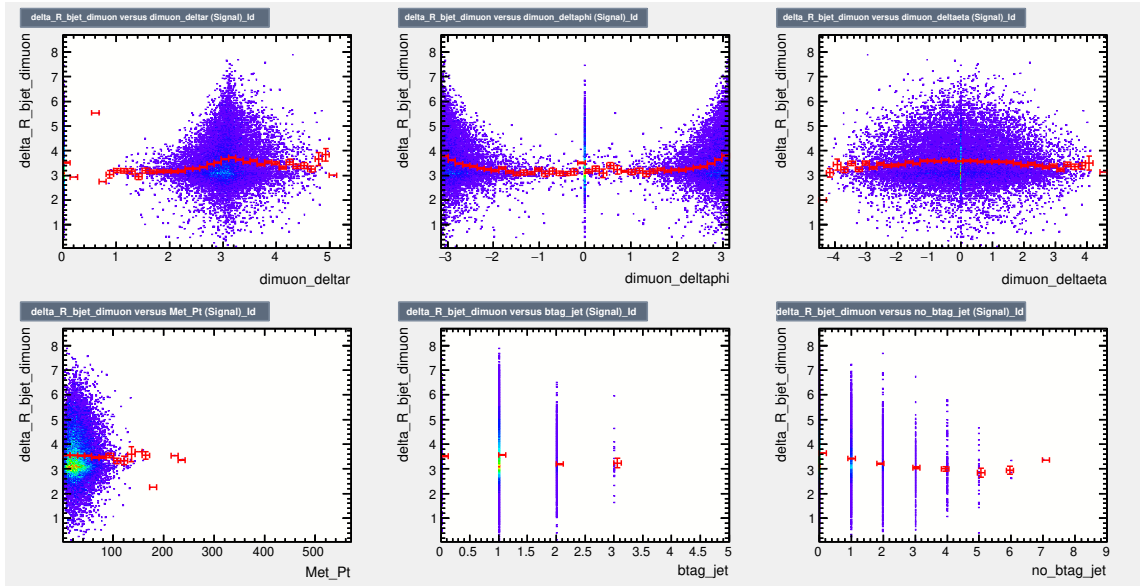 delta_R_bjet_dimuon versus dimuon_deltar (Signal)_Id
delta_R_bjet_dimuon
8
7
6
5
4
3
2
1
0 1 2 3 4 5
dimuon_deltar
delta_R_bjet_dimuon versus dimuon_deltaphi (Signal)_Id
delta_R_bjet_dimuon
8
7
6
5
4
3
2
1
−3 −2 −1 0 1 2 3
dimuon_deltaphi
delta_R_bjet_dimuon versus dimuon_deltaeta (Signal)_Id
delta_R_bjet_dimuon
8
7
6
5
4
3
2
1
−4 −3 −2 −1 0 1 2 3 4
dimuon_deltaeta
delta_R_bjet_dimuon versus Met_Pt (Signal)_Id
delta_R_bjet_dimuon
8
7
6
5
4
3
2
1
100 200 300 400 500
Met_Pt
delta_R_bjet_dimuon versus btag_jet (Signal)_Id
delta_R_bjet_dimuon
8
7
6
5
4
3
2
1
0 0.5 1 1.5 2 2.5 3 3.5 4 4.5 5
btag_jet
delta_R_bjet_dimuon versus no_btag_jet (Signal)_Id
delta_R_bjet_dimuon
8
7
6
5
4
3
2
1
0 1 2 3 4 5 6 7 8 9
no_btag_jet